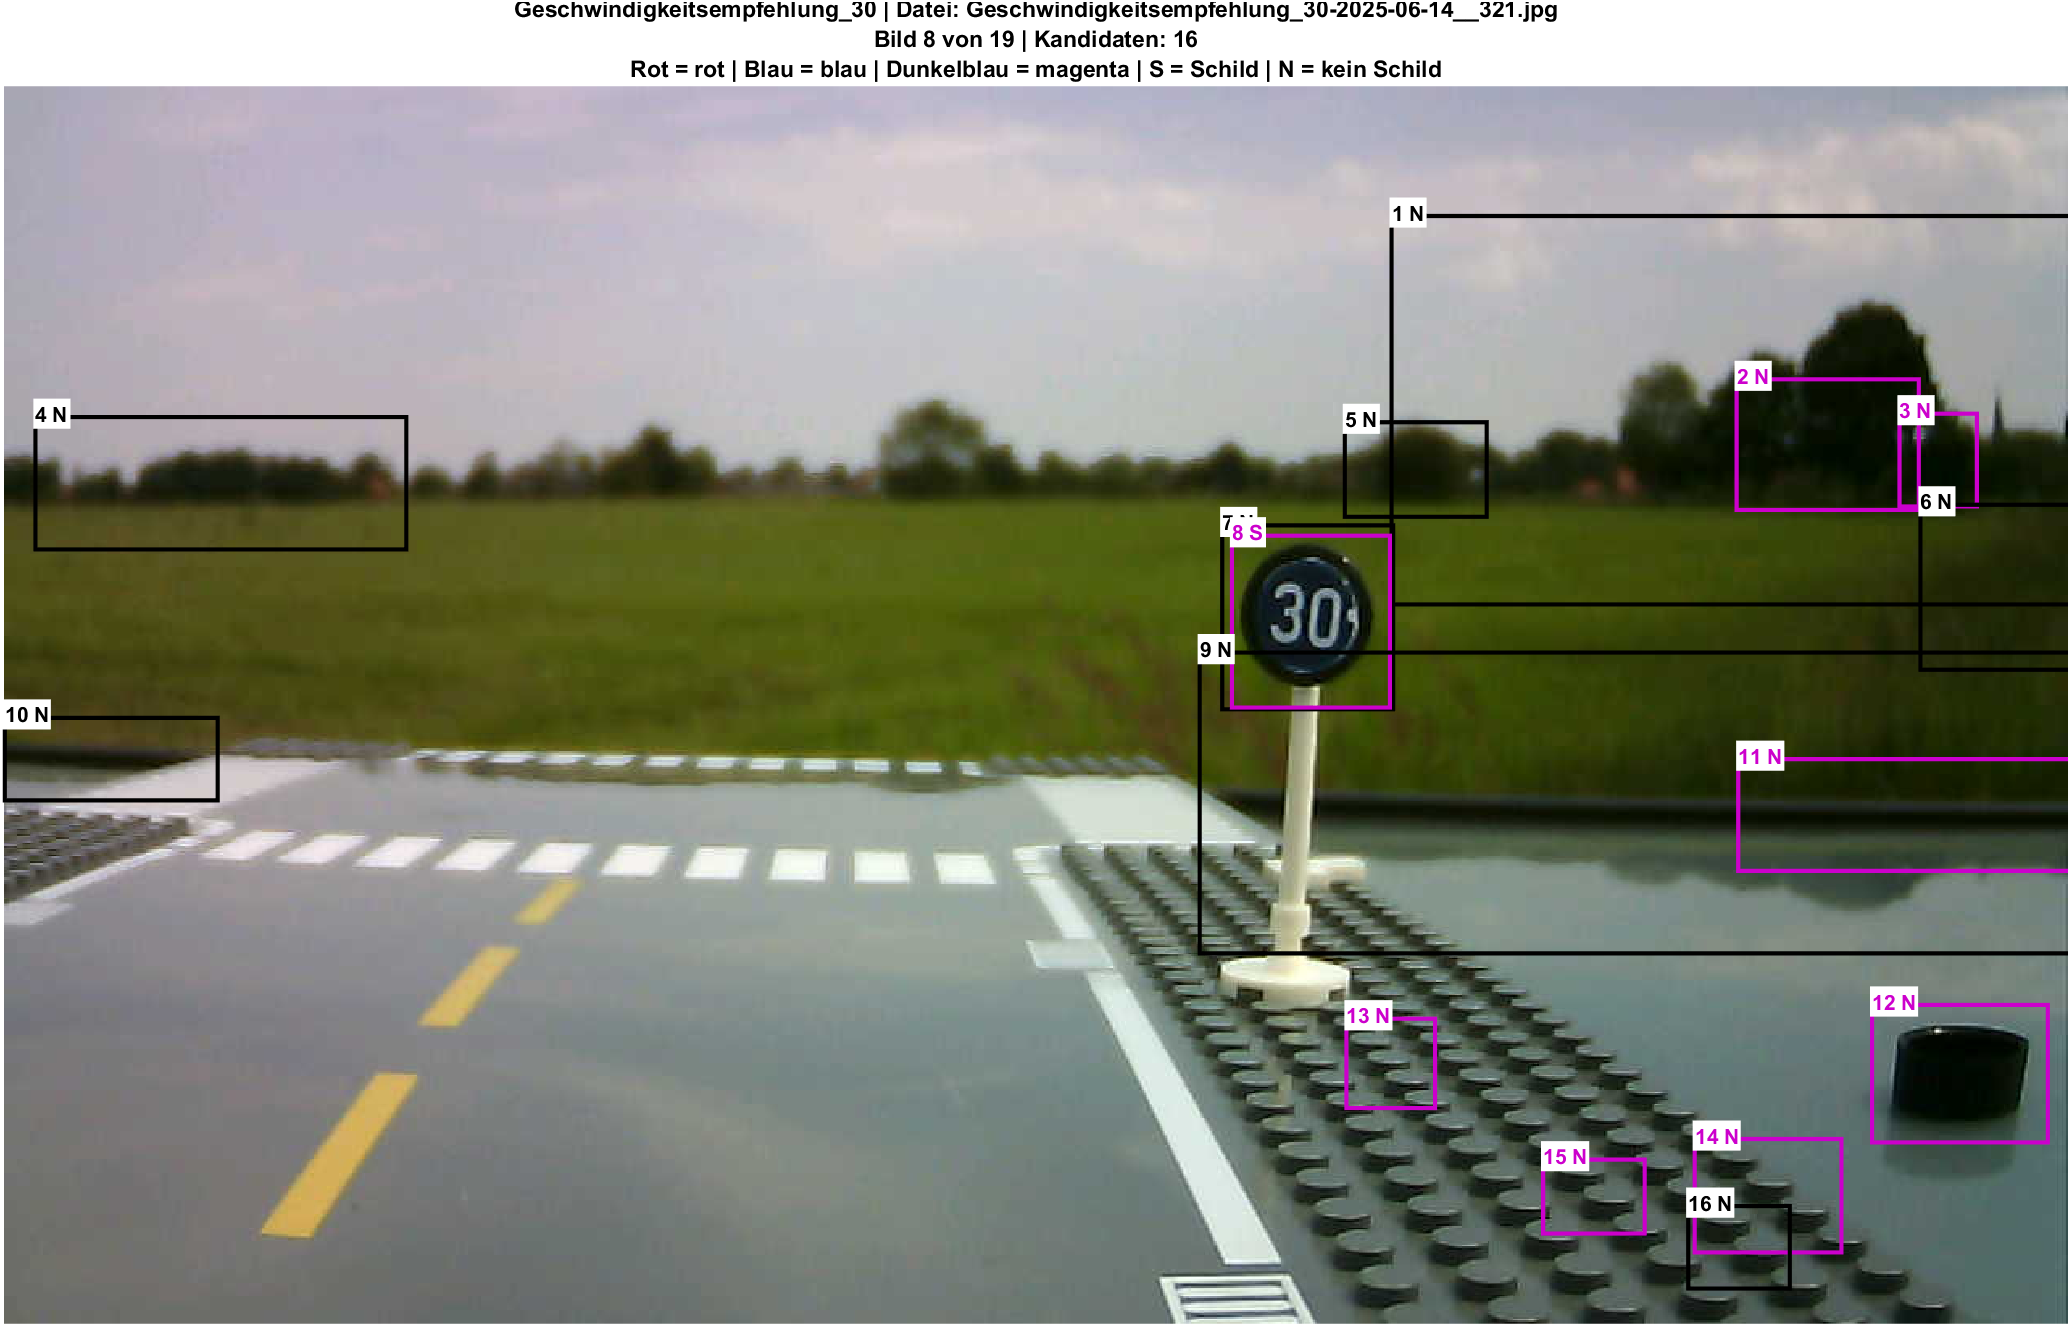 Geschwindigkeitsempfehlung_30 | Datei: Geschwindigkeitsempfehlung_30-2025-06-14__321.jpg
Bild 8 von 19 | Kandidaten: 16
Rot = rot | Blau = blau | Dunkelblau = magenta | S = Schild | N = kein Schild
1 N
2 N
3 N
4 N
5 N
6 N
7 N
8 S
30
9 N
10 N
11 N
12 N
13 N
14 N
15 N
16 N